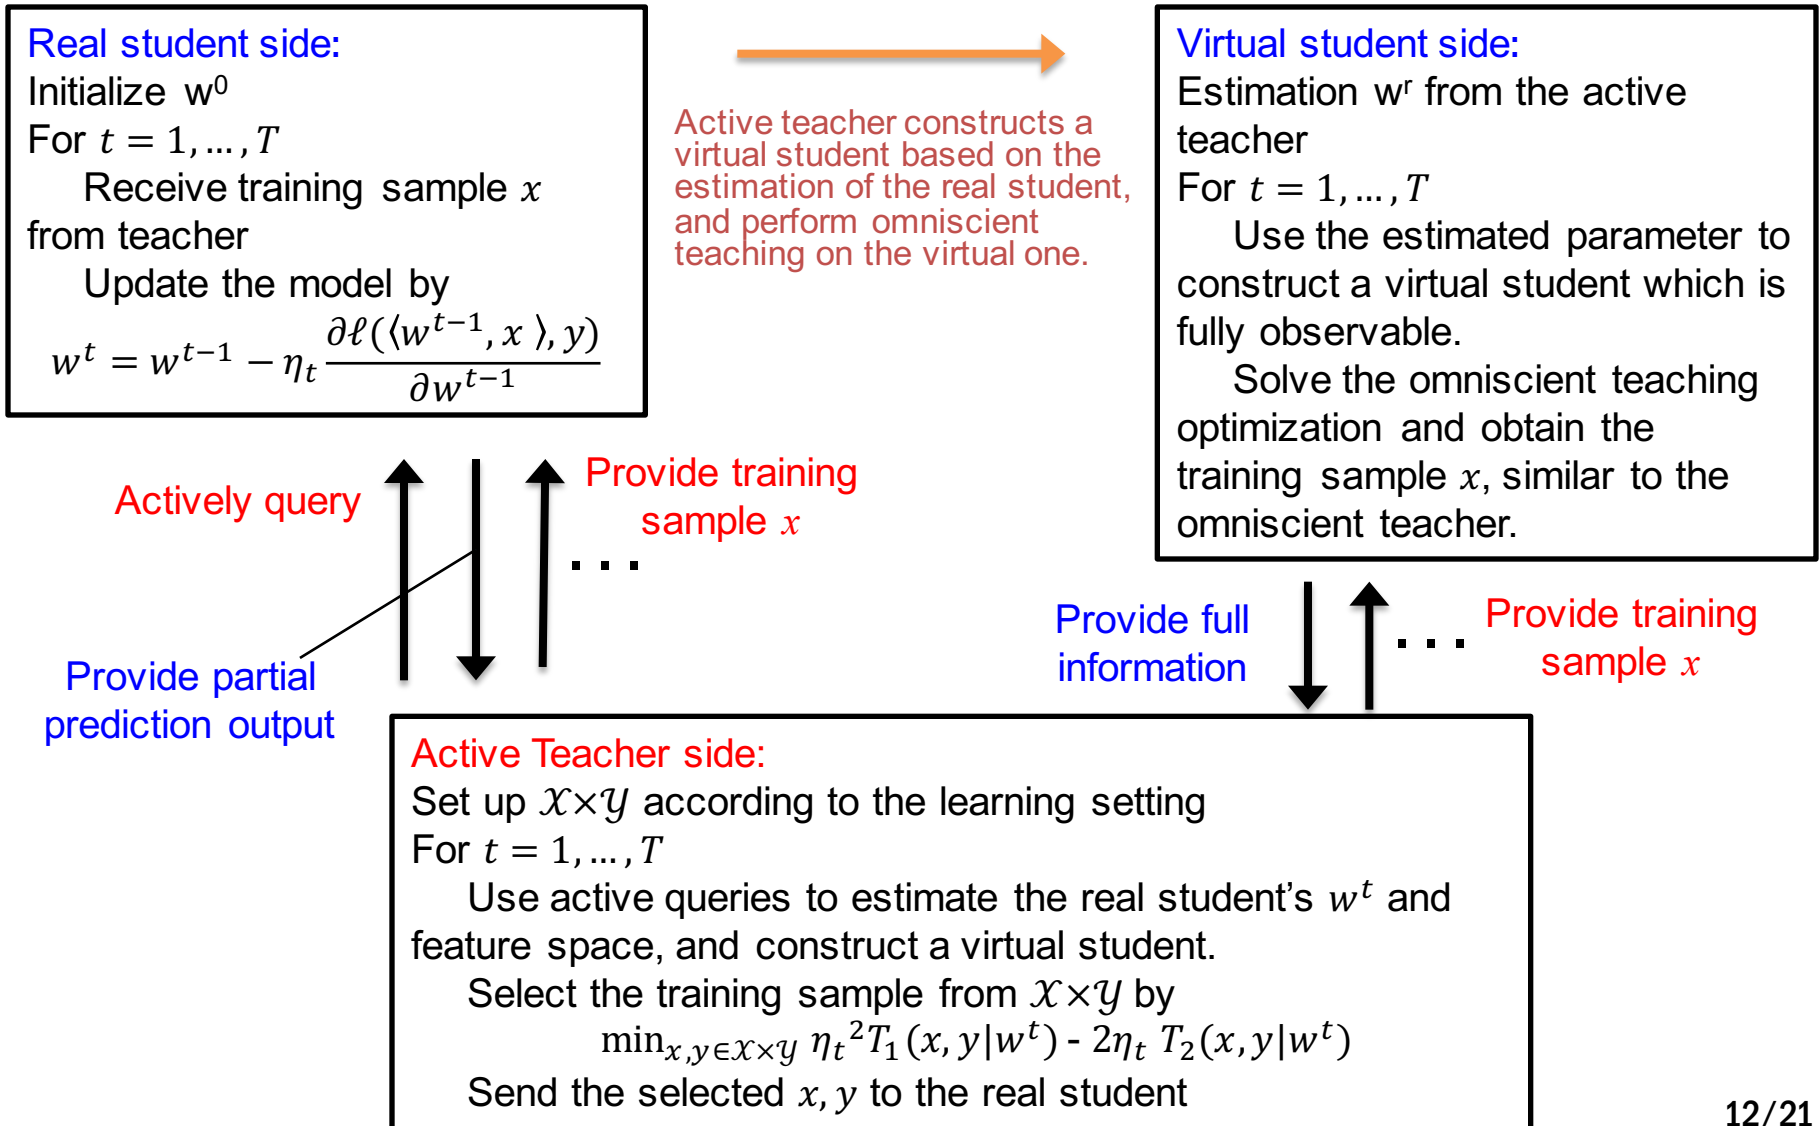 Real student side:
Initialize w⁰
For t = 1, … , T
Receive training sample x
from teacher
Update the model by
wᵗ = wᵗ⁻¹ − ηₜ ∂ℓ(⟨wᵗ⁻¹, x ⟩, y) / ∂wᵗ⁻¹
Active teacher constructs a
virtual student based on the
estimation of the real student,
and perform omniscient
teaching on the virtual one.
Virtual student side:
Estimation wʳ from the active
teacher
For t = 1, … , T
Use the estimated parameter to
construct a virtual student which is
fully observable.
Solve the omniscient teaching
optimization and obtain the
training sample x, similar to the
omniscient teacher.
Actively query
Provide training
sample x
...
Provide partial
prediction output
Provide full
information
...
Provide training
sample x
Active Teacher side:
Set up 𝒳×𝒴 according to the learning setting
For t = 1, … , T
Use active queries to estimate the real student’s wᵗ and
feature space, and construct a virtual student.
Select the training sample from 𝒳×𝒴 by
min_{x,y∈𝒳×𝒴} ηₜ² T₁(x, y|wᵗ) - 2ηₜ T₂(x, y|wᵗ)
Send the selected x, y to the real student
12/21